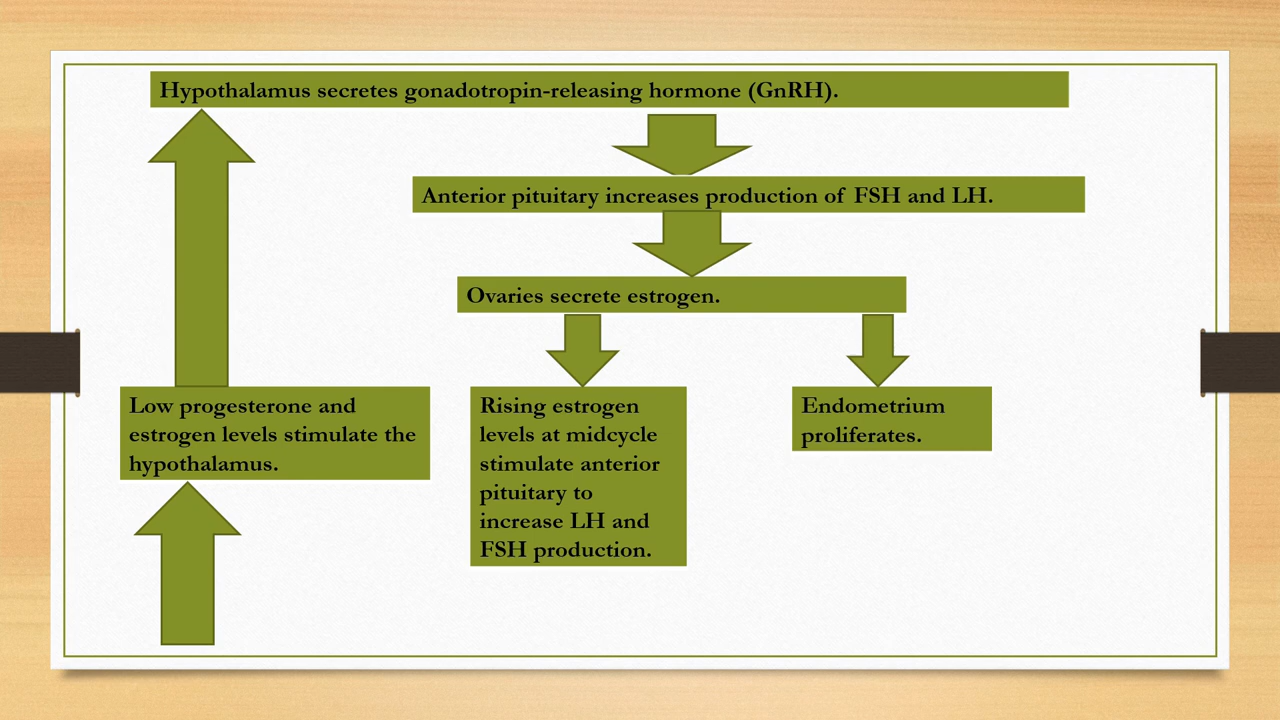 Hypothalamus secretes gonadotropin-releasing hormone (GnRH).
Anterior pituitary increases production of FSH and LH.
Ovaries secrete estrogen.
Low progesterone and
estrogen levels stimulate the
hypothalamus.
Rising estrogen
levels at midcycle
stimulate anterior
pituitary to
increase LH and
FSH production.
Endometrium
proliferates.